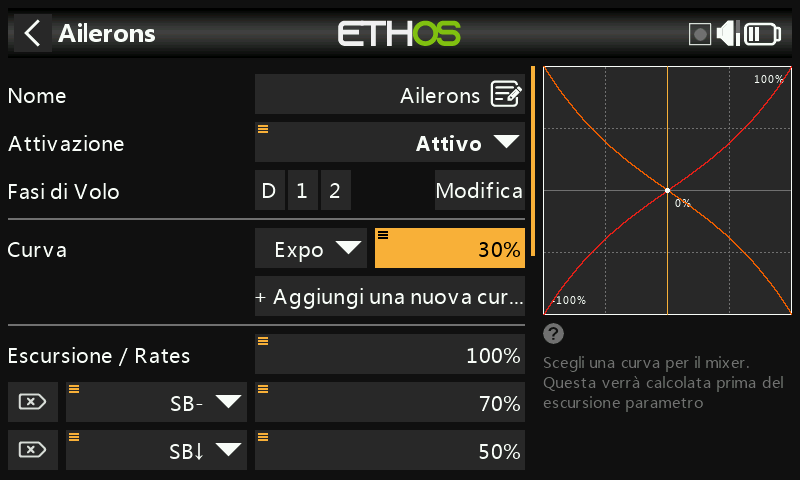 Ailerons
ETHOS
Nome
Ailerons
Attivazione
Attivo
Fasi di Volo
D 1 2
Modifica
Curva
Expo
30%
+ Aggiungi una nuova cur...
Escursione / Rates
100%
SB-
70%
SB↓
50%
100%
0%
-100%
Scegli una curva per il mixer.
Questa verrà calcolata prima del
escursione parametro